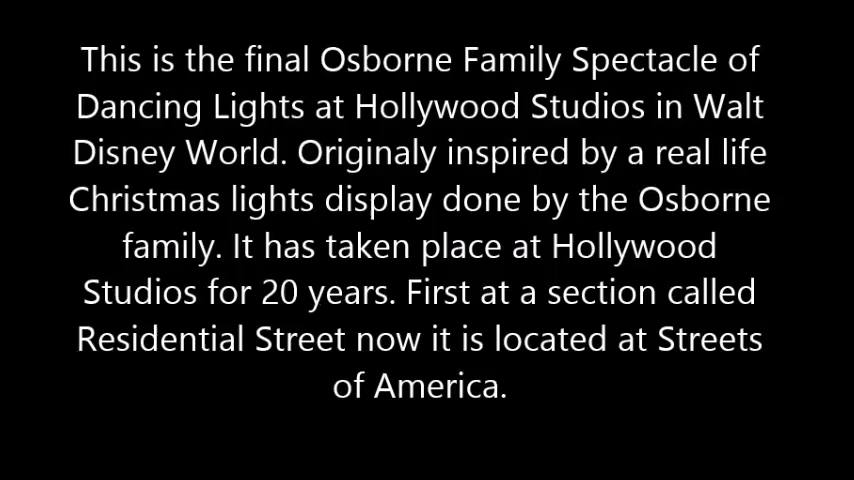 This is the final Osborne Family Spectacle of
Dancing Lights at Hollywood Studios in Walt
Disney World. Originaly inspired by a real life
Christmas lights display done by the Osborne
family. It has taken place at Hollywood
Studios for 20 years. First at a section called
Residential Street now it is located at Streets
of America.